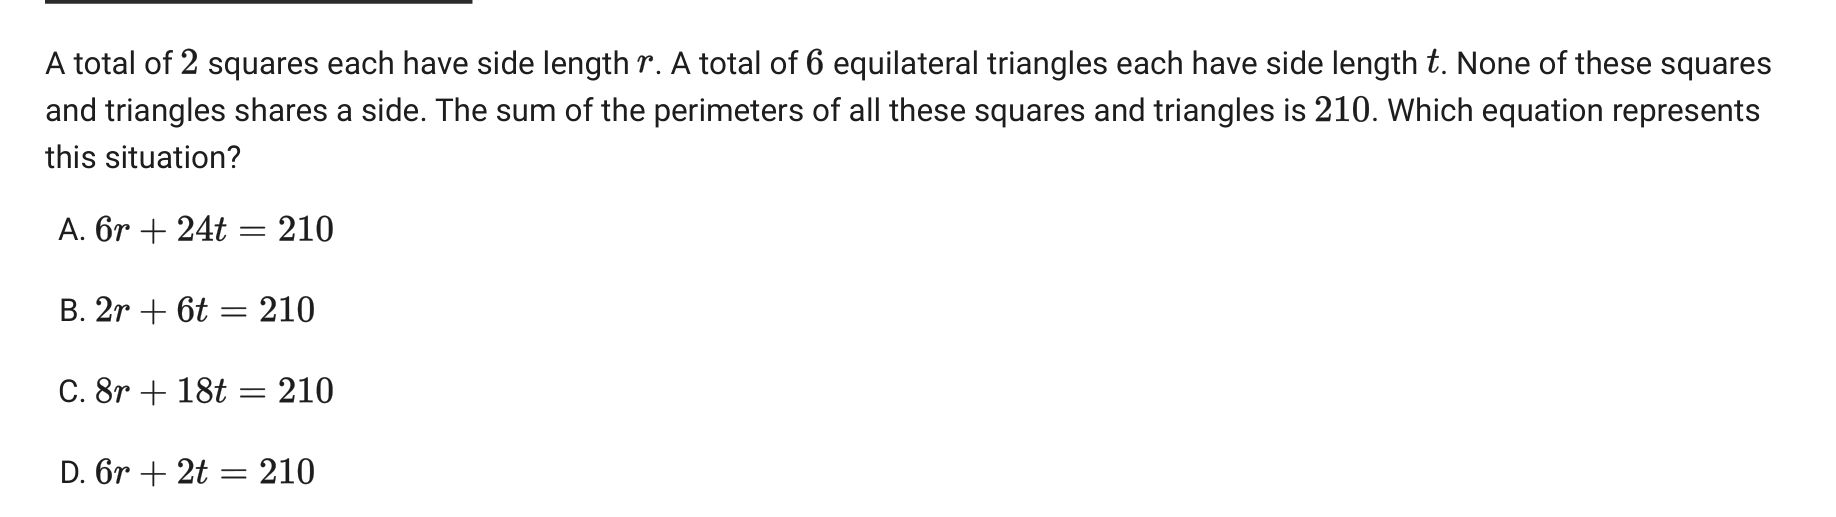 A total of 2 squares each have side length r. A total of 6 equilateral triangles each have side length t. None of these squares
and triangles shares a side. The sum of the perimeters of all these squares and triangles is 210. Which equation represents
this situation?
A. 6r + 24t = 210
B. 2r + 6t = 210
C. 8r + 18t = 210
D. 6r + 2t = 210